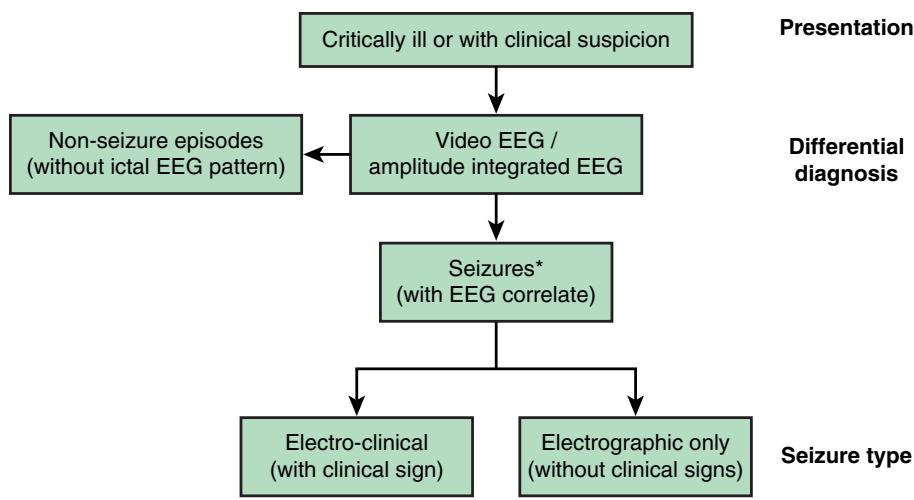 Critically ill or with clinical suspicion
Presentation
Non-seizure episodes
(without ictal EEG pattern)
Video EEG /
amplitude integrated EEG
Differential
diagnosis
Seizures*
(with EEG correlate)
Electro-clinical
(with clinical sign)
Electrographic only
(without clinical signs)
Seizure type